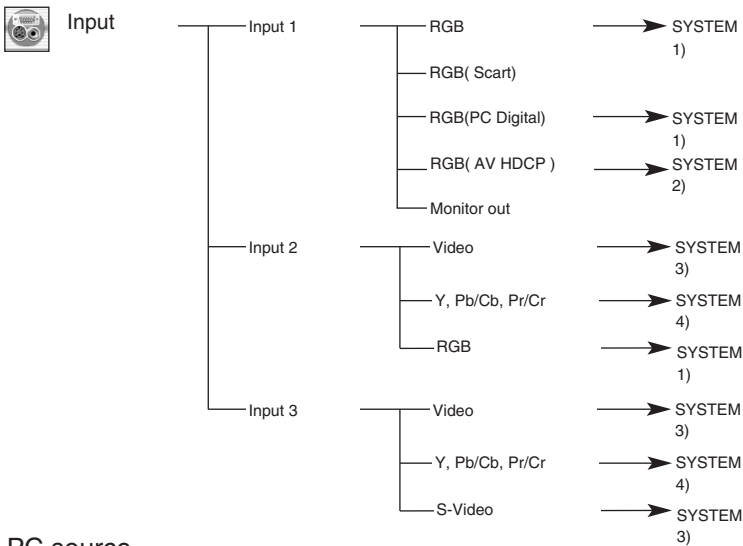 Input
Input 1
RGB
SYSTEM
1)
RGB( Scart)
RGB(PC Digital)
SYSTEM
1)
RGB( AV HDCP )
SYSTEM
2)
Monitor out
Input 2
Video
SYSTEM
3)
Y, Pb/Cb, Pr/Cr
SYSTEM
4)
RGB
SYSTEM
1)
Input 3
Video
SYSTEM
3)
Y, Pb/Cb, Pr/Cr
SYSTEM
4)
S-Video
SYSTEM
3)
PC source